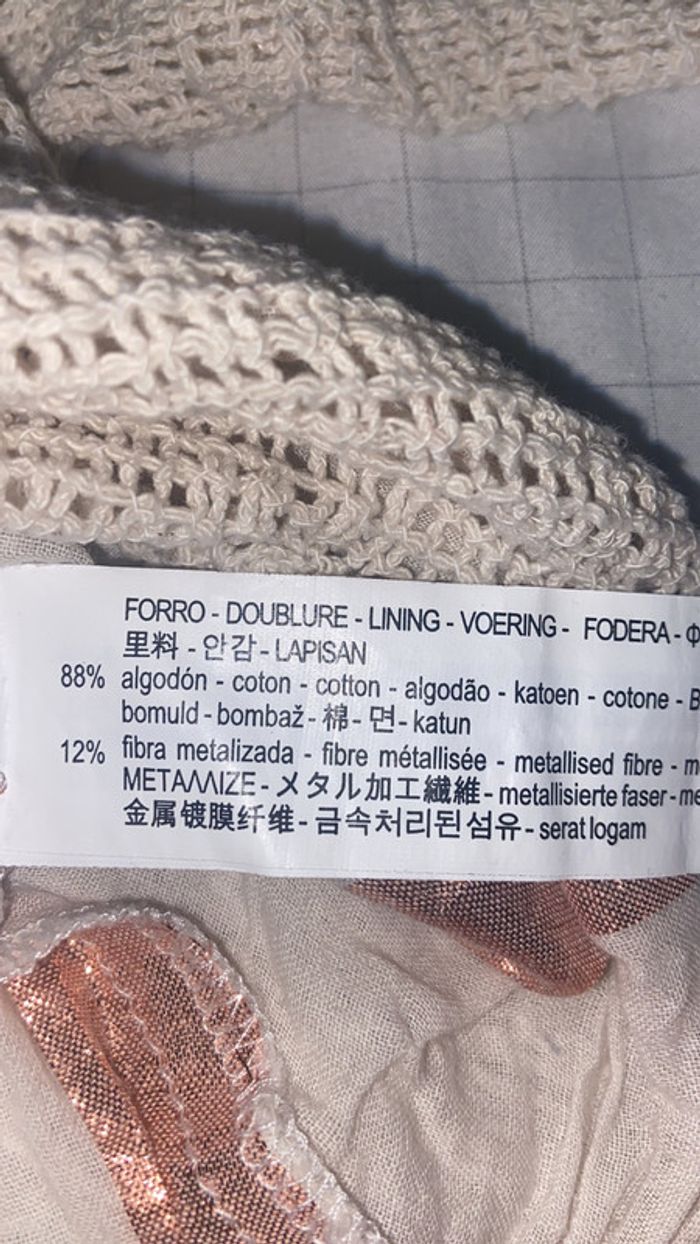 FORRO - DOUBLURE - LINING - VOERING - FODERA - Φ
里料 - 안감 - LAPISAN
88% algodón - coton - cotton - algodão - katoen - cotone - B
bomuld - bombaž - 棉 - 면 - katun
12% fibra metalizada - fibre métallisée - metallised fibre - m
ΜΕΤΑΛΛΙΖΕ - メタル加工繊維 - metallisierte faser - me
金属镀膜纤维 - 금속처리된섬유 - serat logam